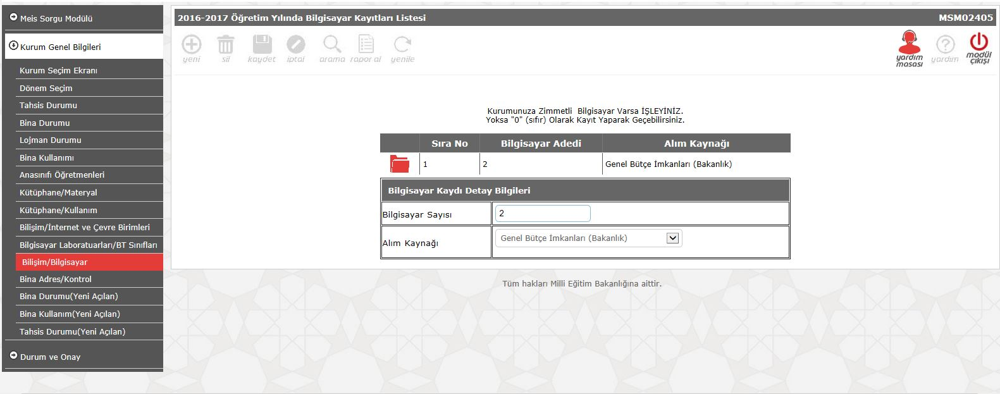 Meis Sorgu Modülü
Kurum Genel Bilgileri
Kurum Seçim Ekranı
Dönem Seçim
Tahsis Durumu
Bina Durumu
Lojman Durumu
Bina Kullanımı
Anasınıfı Öğretmenleri
Kütüphane/Materyal
Kütüphane/Kullanım
Bilişim/İnternet ve Çevre Birimleri
Bilgisayar Laboratuarları/BT Sınıfları
Bilişim/Bilgisayar
Bina Adres/Kontrol
Bina Durumu(Yeni Açılan)
Bina Kullanım(Yeni Açılan)
Tahsis Durumu(Yeni Açılan)
Durum ve Onay
2016-2017 Öğretim Yılında Bilgisayar Kayıtları Listesi MSM02405
yeni sil kaydet iptal arama rapor al yenile yardım masası yardım modül çıkışı
Kurumunuza Zimmetli Bilgisayar Varsa İŞLEYİNİZ.
Yoksa "0" (sıfır) Olarak Kayıt Yaparak Geçebilirsiniz.
Sıra No Bilgisayar Adedi Alım Kaynağı
1 2 Genel Bütçe İmkanları (Bakanlık)
Bilgisayar Kaydı Detay Bilgileri
Bilgisayar Sayısı 2
Alım Kaynağı Genel Bütçe İmkanları (Bakanlık)
Tüm hakları Milli Eğitim Bakanlığına aittir.